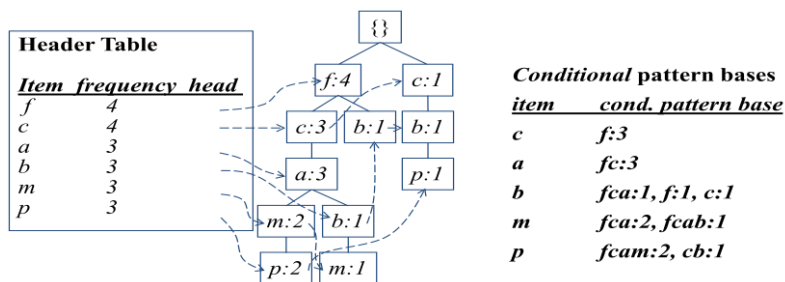 Header Table
Item frequency head
f 4
c 4
a 3
b 3
m 3
p 3
{}
f:4 c:1
c:3 b:1 b:1
a:3 p:1
m:2 b:1
p:2 m:1
Conditional pattern bases
item cond. pattern base
c f:3
a fc:3
b fca:1, f:1, c:1
m fca:2, fcab:1
p fcam:2, cb:1